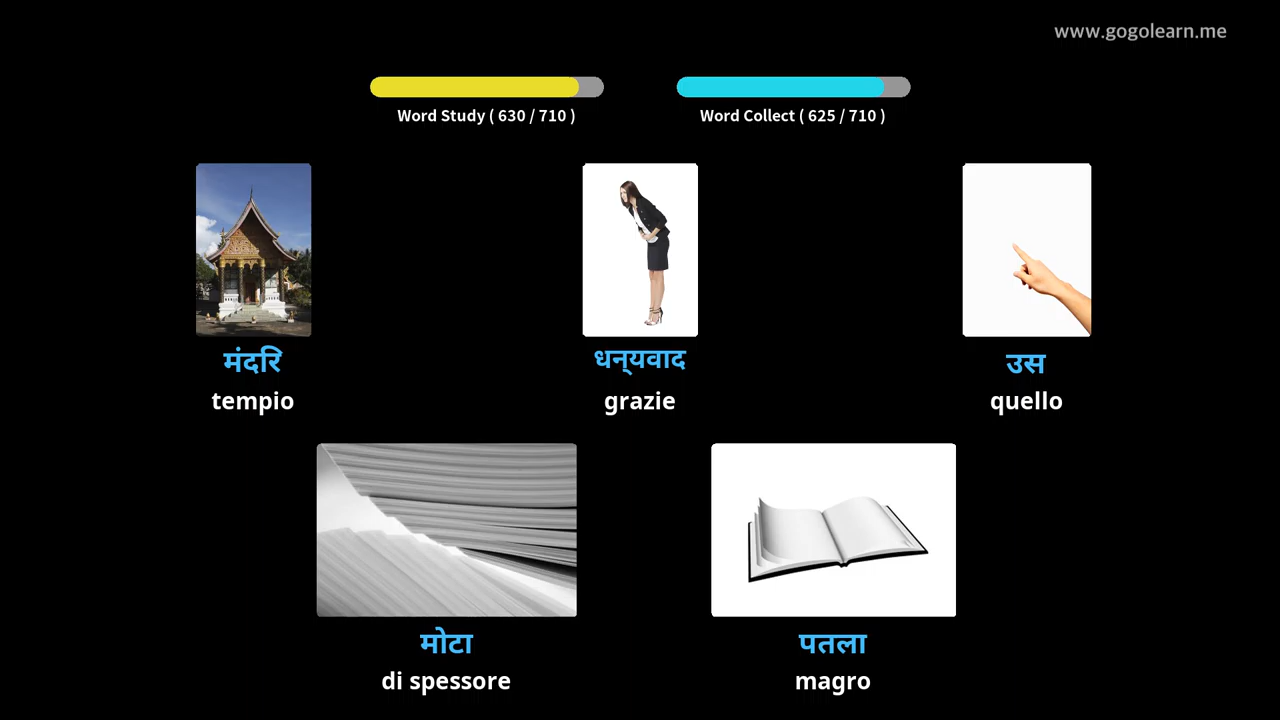 www.gogolearn.me
Word Study ( 630 / 710 )
Word Collect ( 625 / 710 )
मंदरि
धन्‌यवाद
उस
tempio
grazie
quello
मोटा
पतला
di spessore
magro